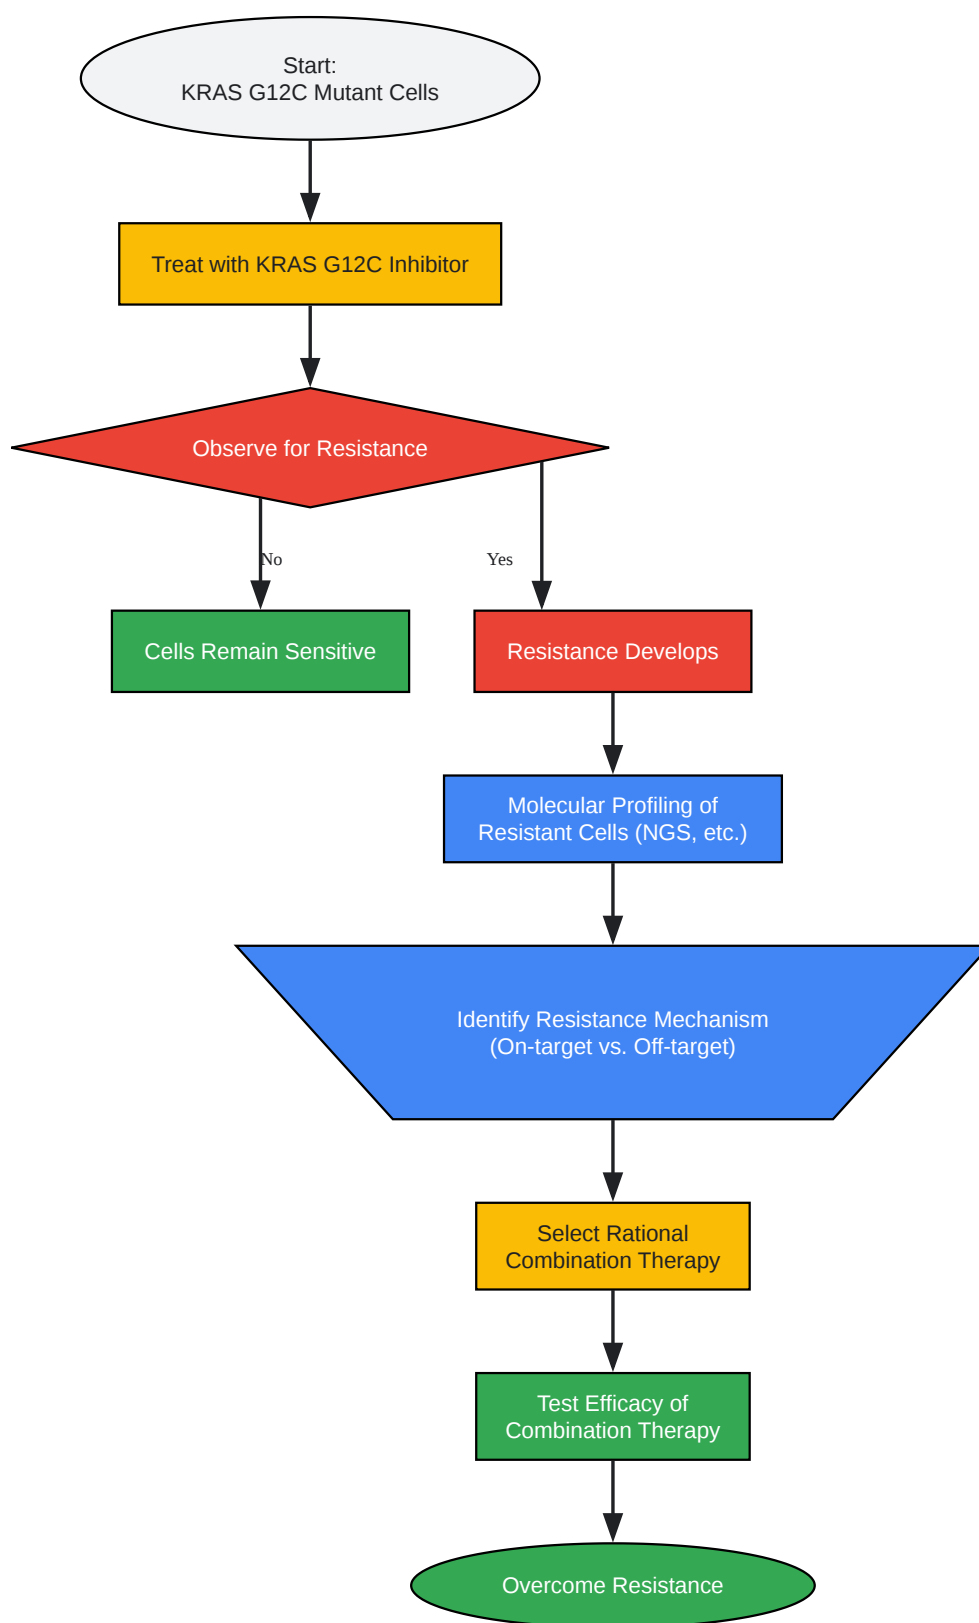 Start:
KRAS G12C Mutant Cells
Treat with KRAS G12C Inhibitor
Observe for Resistance
No
Yes
Cells Remain Sensitive
Resistance Develops
Molecular Profiling of
Resistant Cells (NGS, etc.)
Identify Resistance Mechanism
(On-target vs. Off-target)
Select Rational
Combination Therapy
Test Efficacy of
Combination Therapy
Overcome Resistance